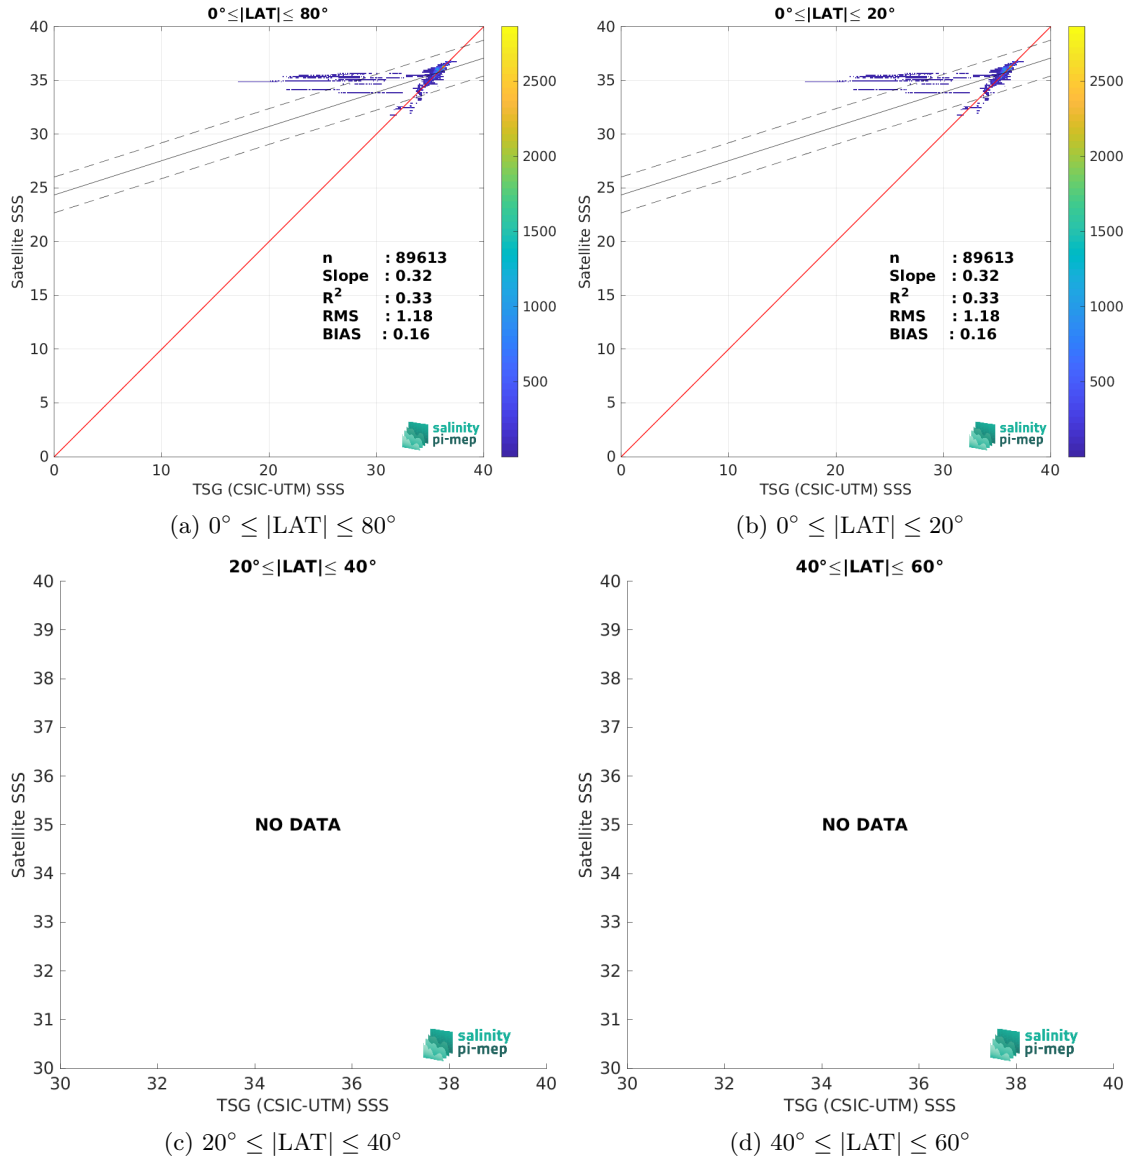 0°≤|LAT|≤ 80°
Satellite SSS
40
35
30
25
20
15
10
5
0
0
10
20
30
40
TSG (CSIC-UTM) SSS
n : 89613
Slope : 0.32
R² : 0.33
RMS : 1.18
BIAS : 0.16
salinity
pi-mep
2500
2000
1500
1000
500
(a) 0° ≤ |LAT| ≤ 80°
0°≤|LAT|≤ 20°
Satellite SSS
40
35
30
25
20
15
10
5
0
0
10
20
30
40
TSG (CSIC-UTM) SSS
n : 89613
Slope : 0.32
R² : 0.33
RMS : 1.18
BIAS : 0.16
salinity
pi-mep
2500
2000
1500
1000
500
(b) 0° ≤ |LAT| ≤ 20°
20°≤|LAT|≤ 40°
Satellite SSS
40
39
38
37
36
35
34
33
32
31
30
NO DATA
salinity
pi-mep
30
32
34
36
38
40
TSG (CSIC-UTM) SSS
(c) 20° ≤ |LAT| ≤ 40°
40°≤|LAT|≤ 60°
Satellite SSS
40
39
38
37
36
35
34
33
32
31
30
NO DATA
salinity
pi-mep
30
32
34
36
38
40
TSG (CSIC-UTM) SSS
(d) 40° ≤ |LAT| ≤ 60°